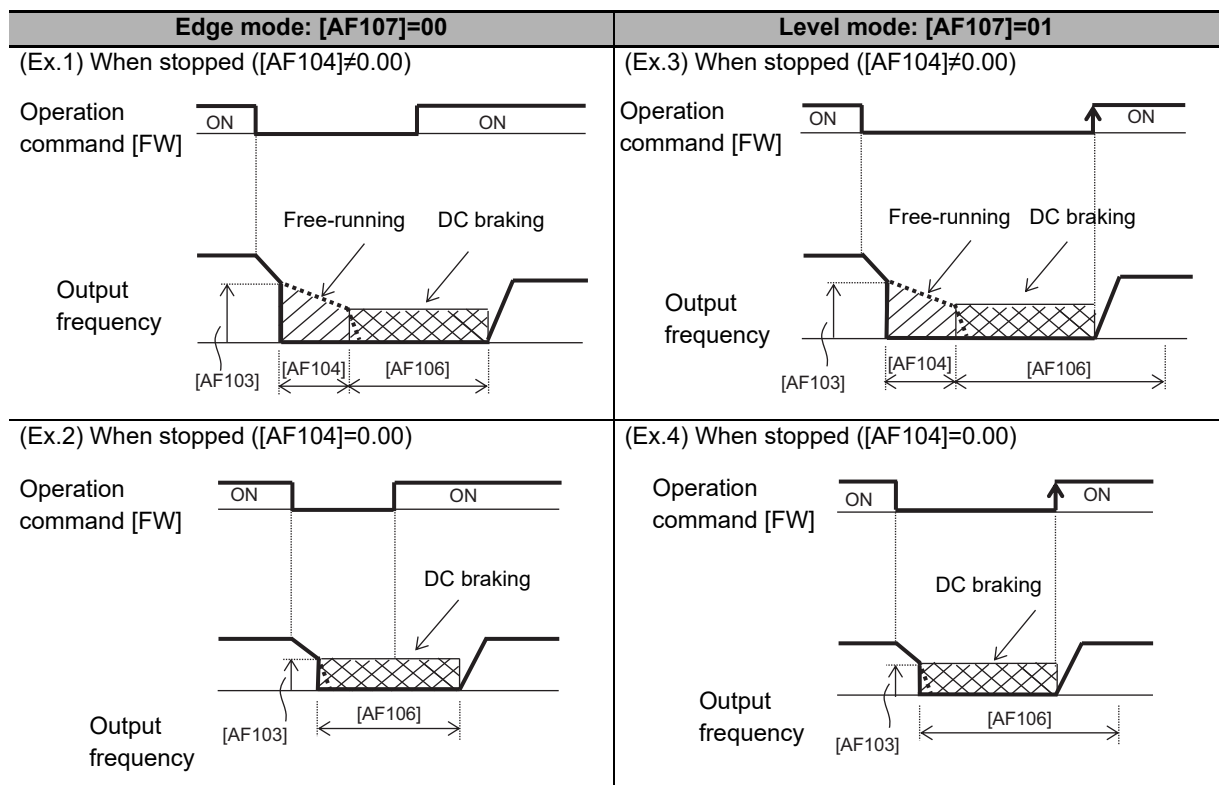 Edge mode: [AF107]=00
Level mode: [AF107]=01
(Ex.1) When stopped ([AF104]≠0.00)
Operation
command [FW]
ON
ON
Free-running
DC braking
Output
frequency
[AF103]
[AF104]
[AF106]
(Ex.3) When stopped ([AF104]≠0.00)
Operation
command [FW]
ON
ON
Free-running
DC braking
Output
frequency
[AF103]
[AF104]
[AF106]
(Ex.2) When stopped ([AF104]=0.00)
Operation
command [FW]
ON
ON
DC braking
Output
frequency
[AF103]
[AF106]
(Ex.4) When stopped ([AF104]=0.00)
Operation
command [FW]
ON
ON
DC braking
Output
frequency
[AF103]
[AF106]